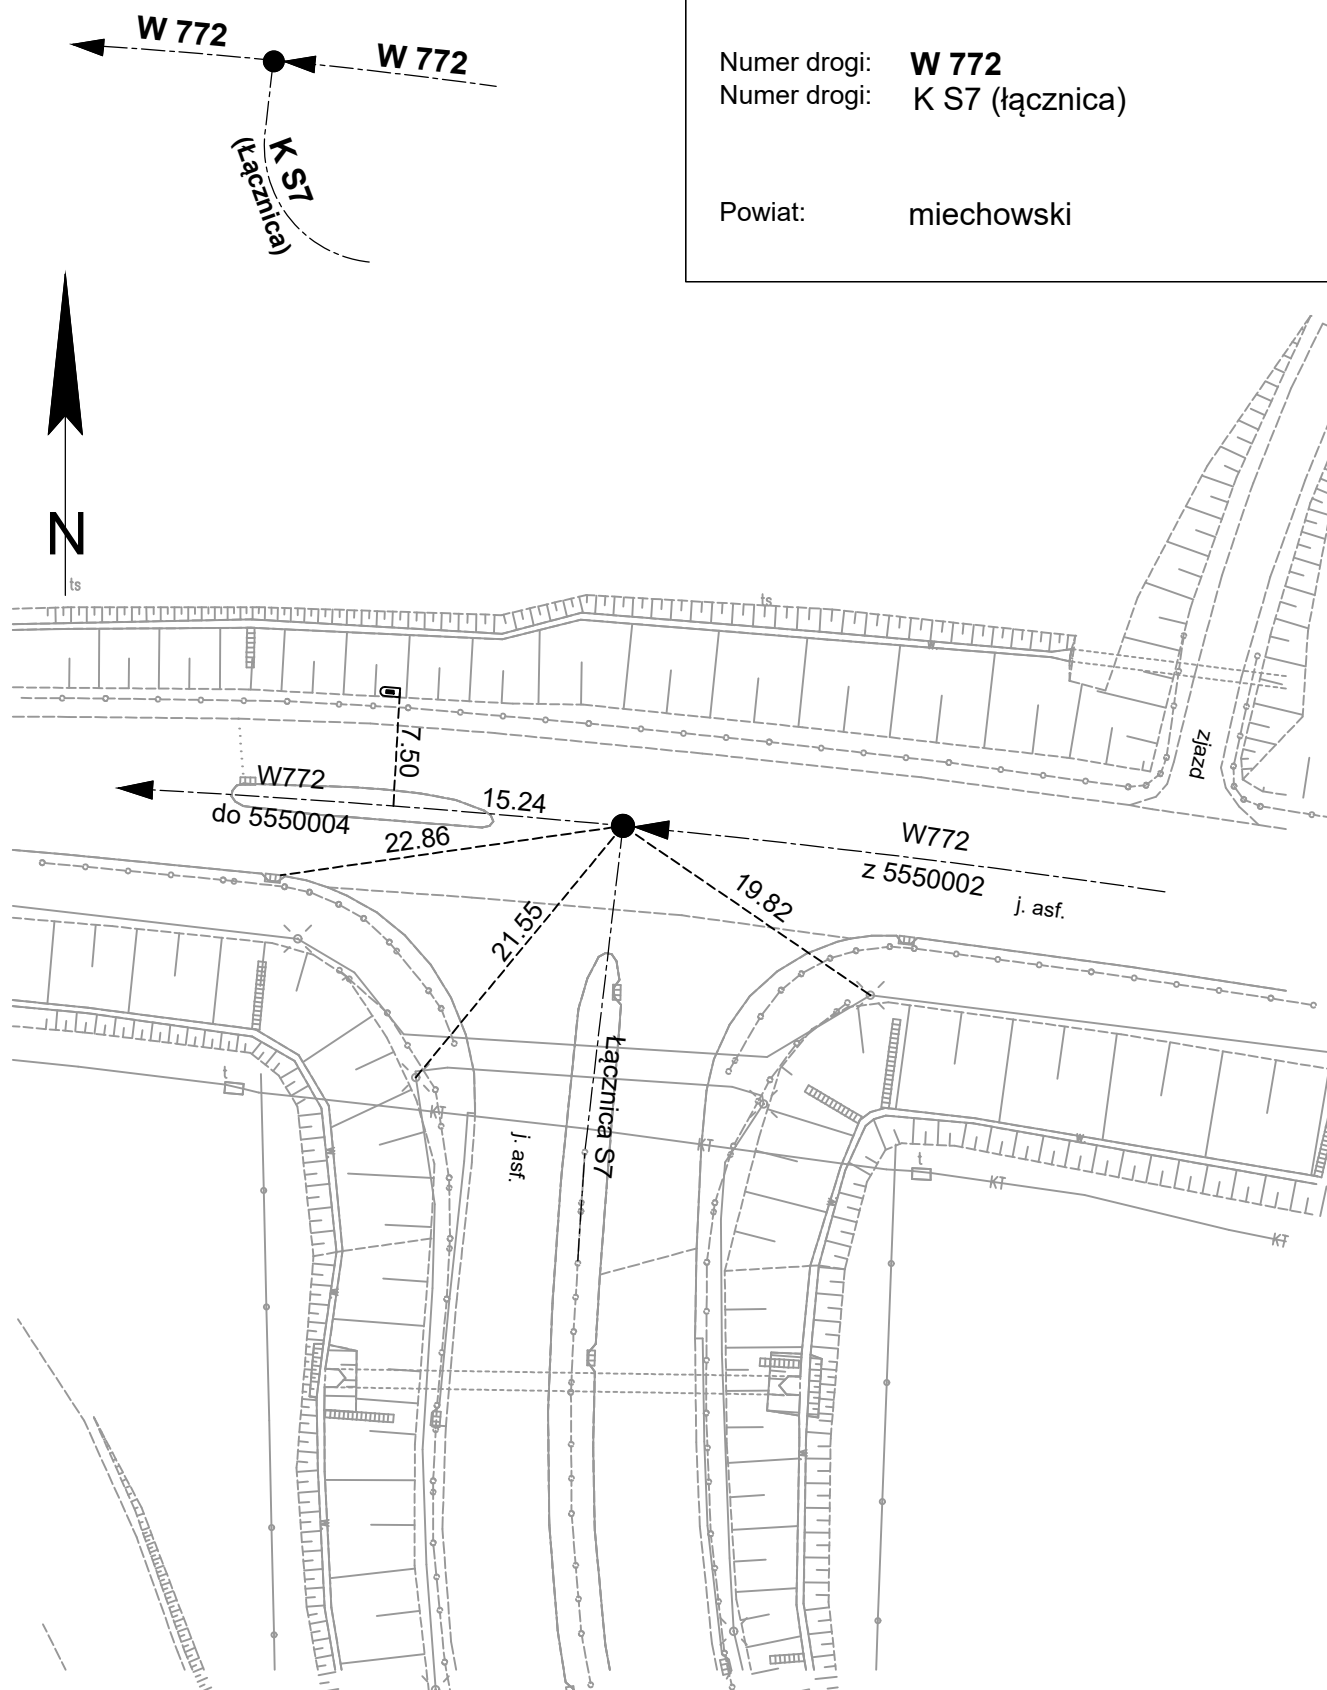 W 772
W 772
K S7
(Łącznica)
Numer drogi: W 772
Numer drogi: K S7 (łącznica)
Powiat: miechowski
N
ts
ts
zjazd
7.50
W772
15.24
do 5550004
22.86
W772
z 5550002
j. asf.
19.82
21.55
Łącznica S7
j. asf.
t
KT
KT
t
KT
KT